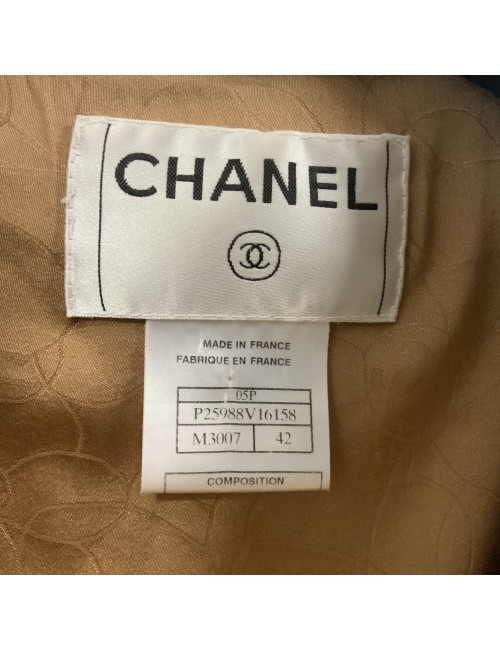 CHANEL
MADE IN FRANCE
FABRIQUE EN FRANCE
05P
P25988V16158
M3007 42
COMPOSITION